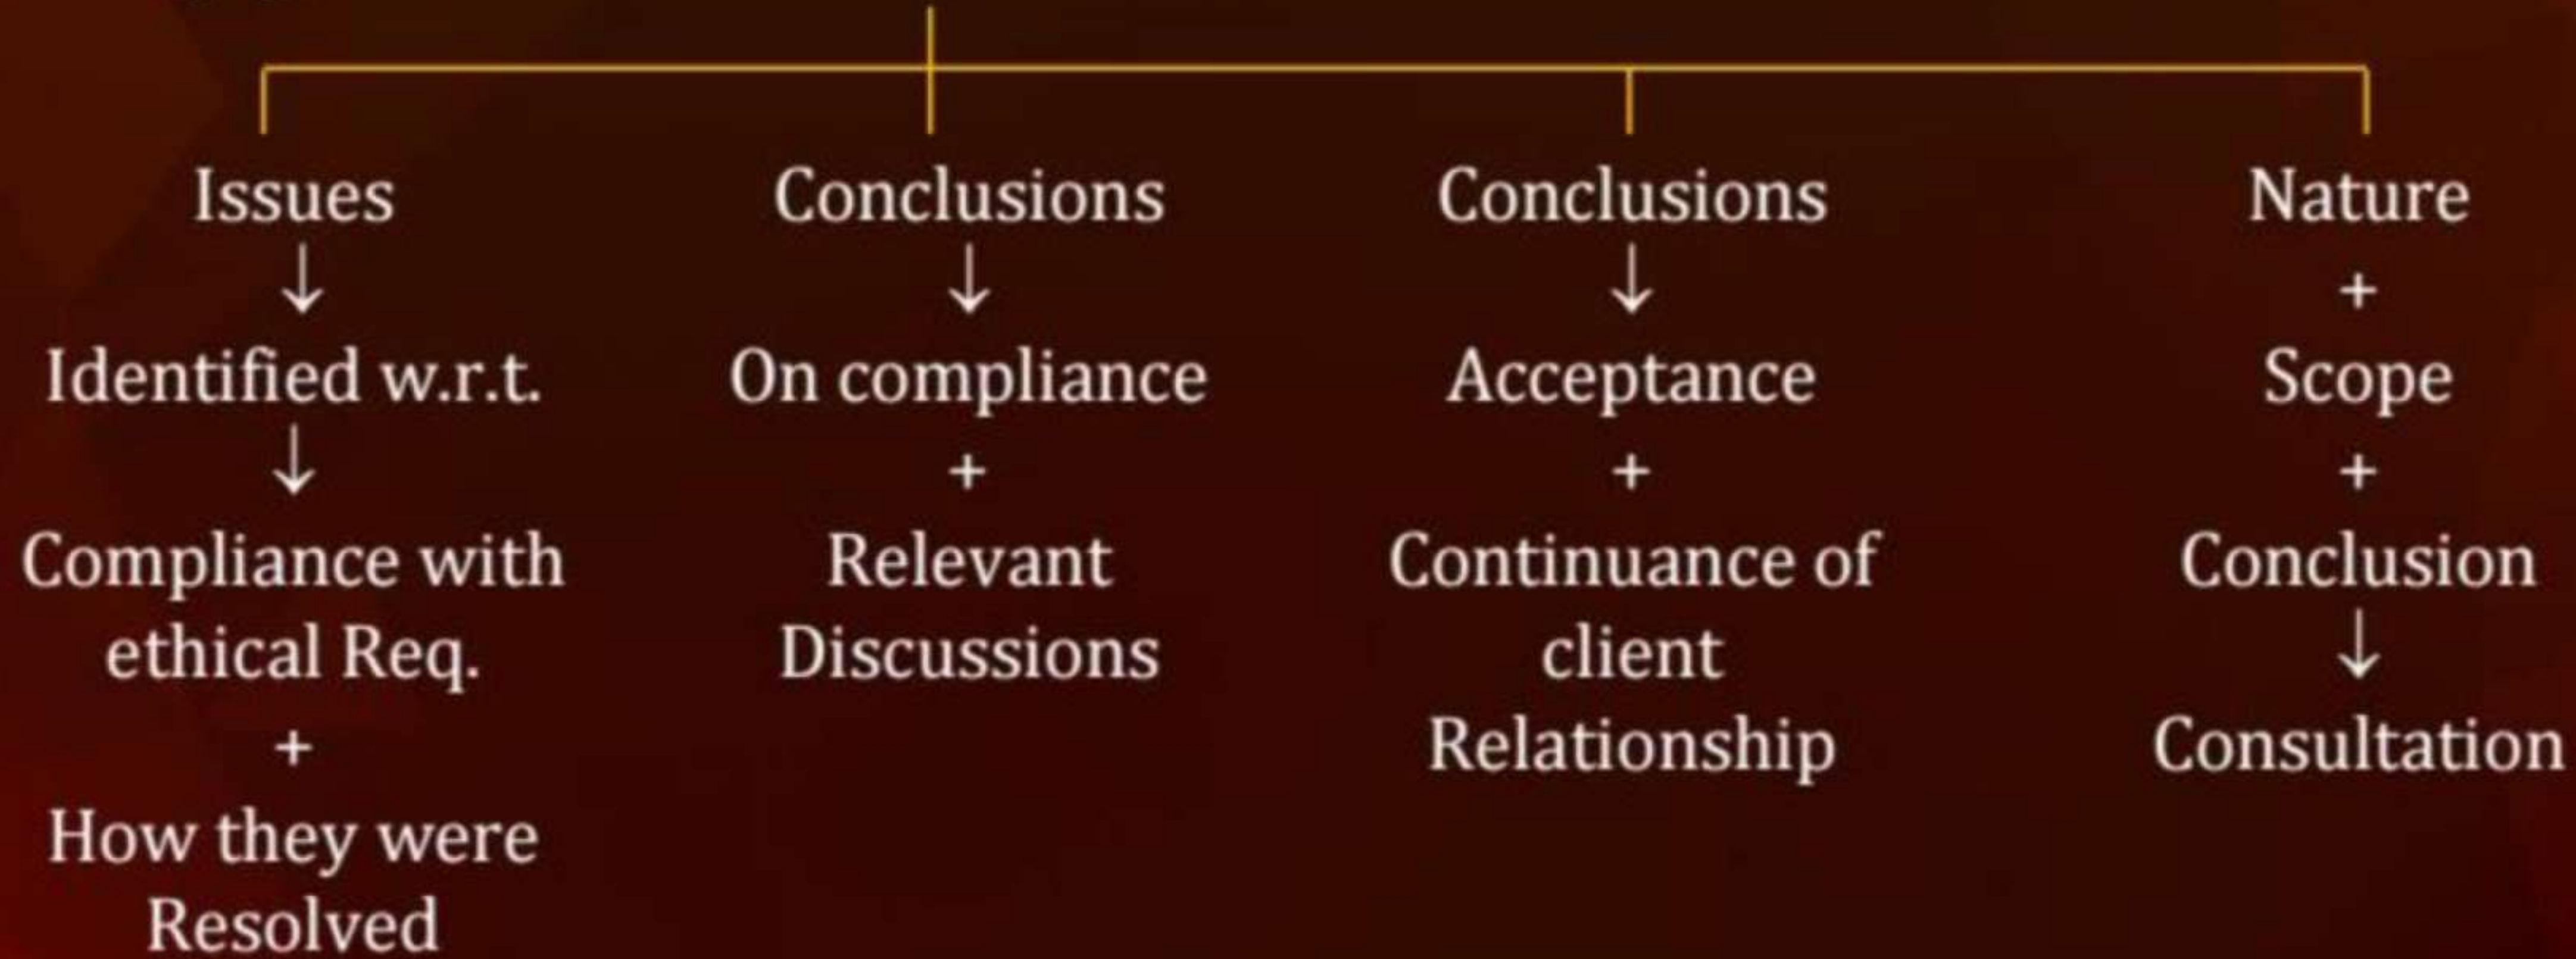 Issues
↓
Identified w.r.t.
↓
Compliance with
ethical Req.
+
How they were
Resolved
Conclusions
↓
On compliance
+
Relevant
Discussions
Conclusions
↓
Acceptance
+
Continuance of
client
Relationship
Nature
+
Scope
+
Conclusion
↓
Consultation